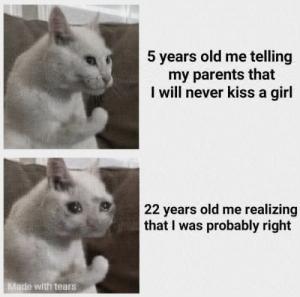 5 years old me telling
my parents that
I will never kiss a girl
22 years old me realizing
that I was probably right
Made with tears